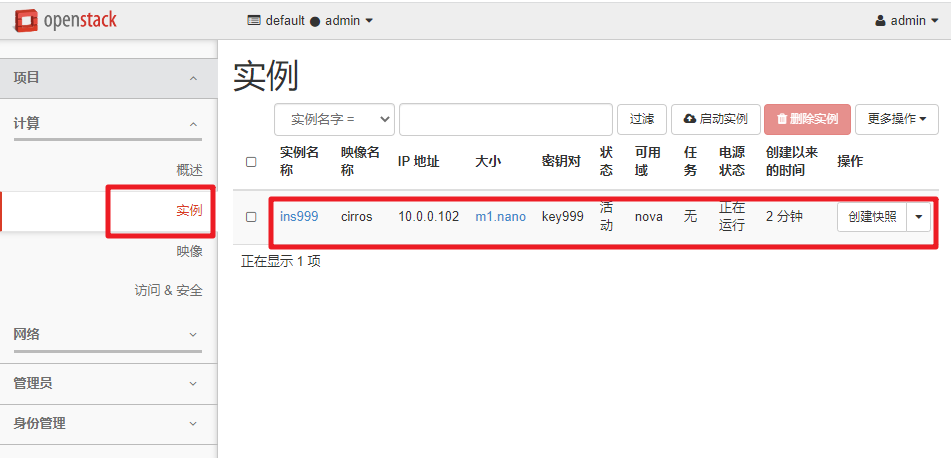 openstack default admin admin
项目
计算
概述
实例
映像
访问 & 安全
网络
管理员
身份管理
实例
实例名字 = 过滤 启动实例 删除实例 更多操作
实例名称 映像名称 IP 地址 大小 密钥对 状态 可用域 任务 电源状态 创建以来的时间 操作
ins999 cirros 10.0.0.102 m1.nano key999 活动 nova 无 正在运行 2 分钟 创建快照
正在显示 1 项